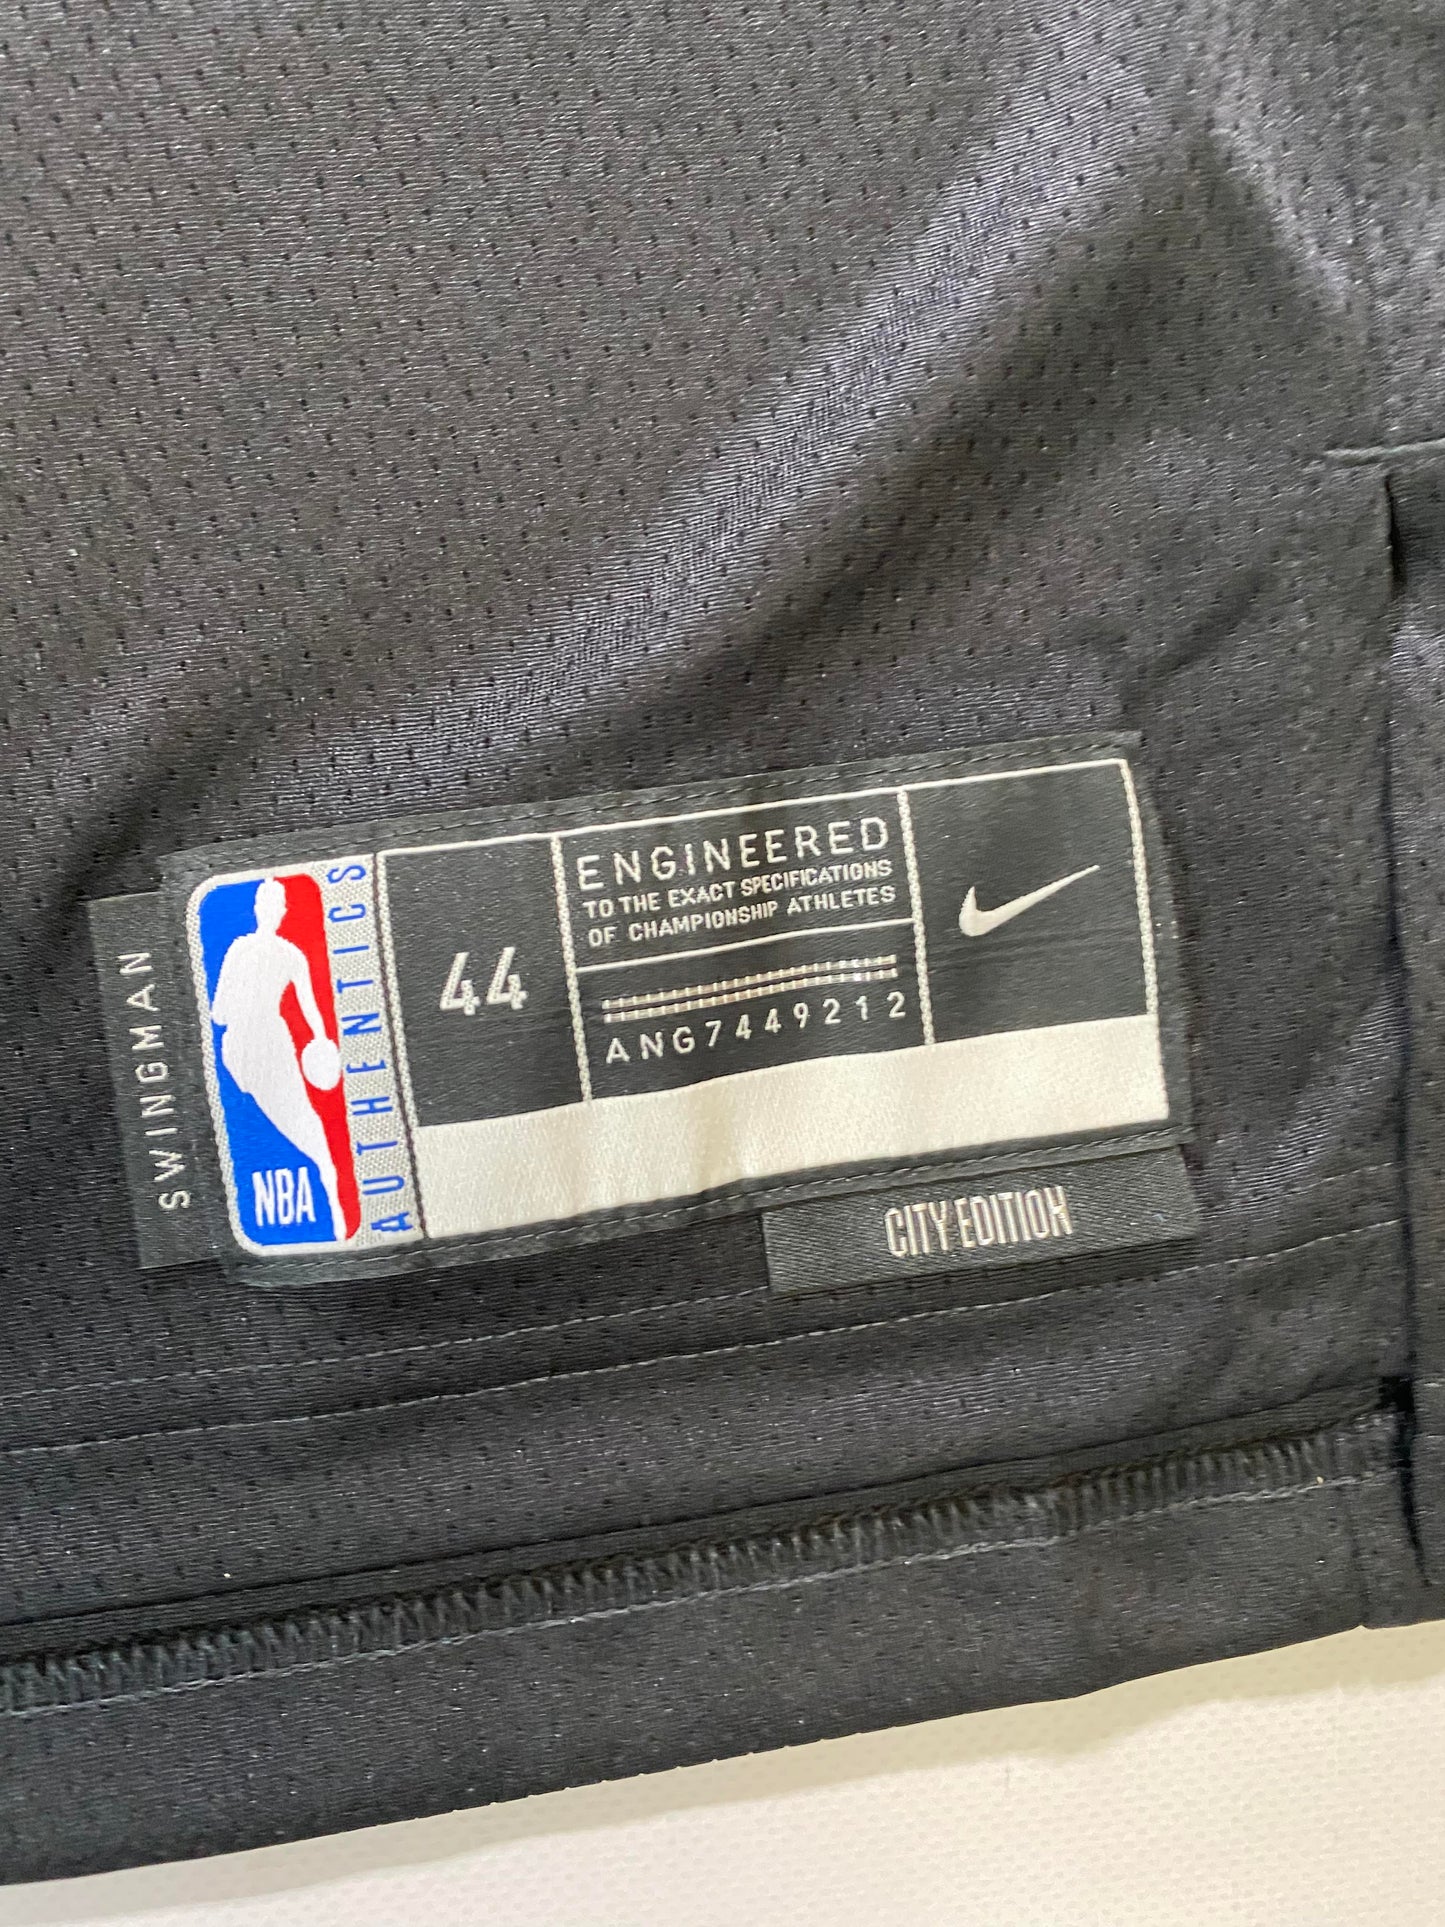 SWINGMAN
NBA
AUTHENTICS
44
ENGINEERED
TO THE EXACT SPECIFICATIONS
OF CHAMPIONSHIP ATHLETES
ANG7449212
CITY EDITION